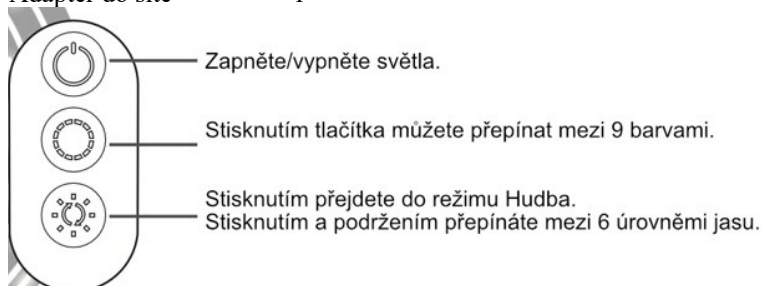 Zapněte/vypněte světla.
Stisknutím tlačítka můžete přepínat mezi 9 barvami.
Stisknutím přejdete do režimu Hudba.
Stisknutím a podržením přepínáte mezi 6 úrovněmi jasu.